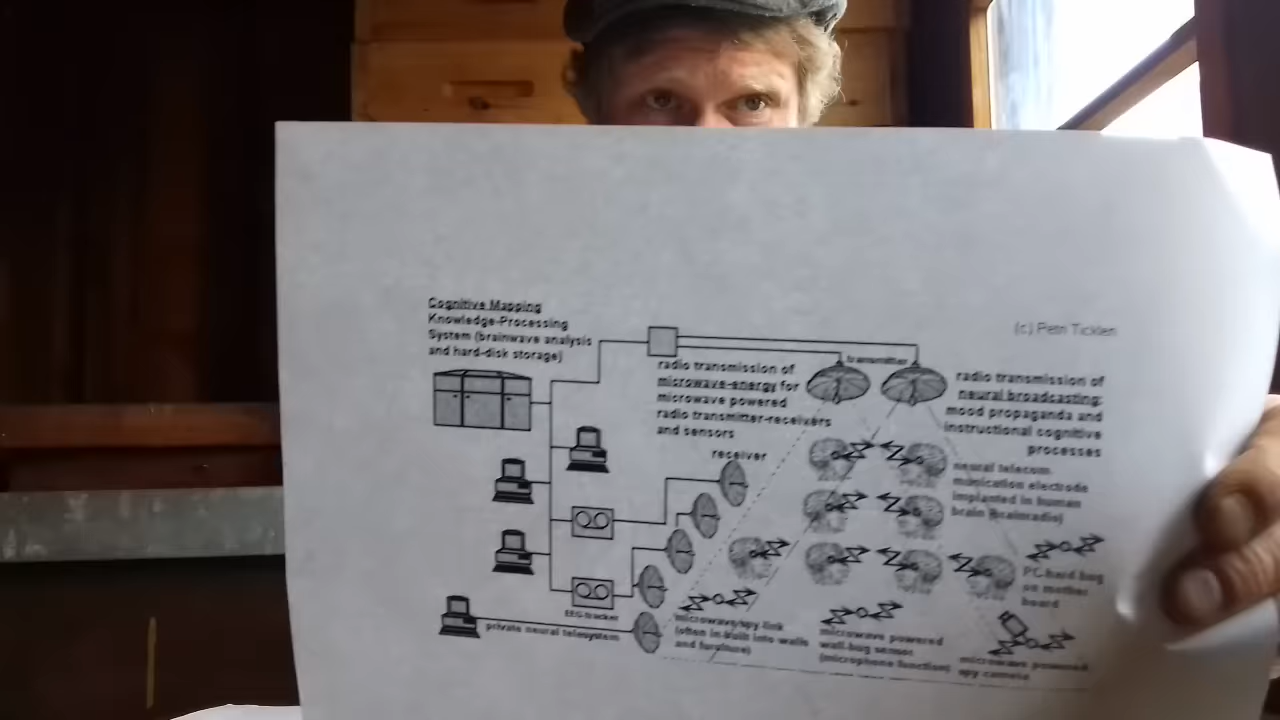 Cognitive Mapping
Knowledge-Processing
System (brainwave analysis
and hard-disk storage)
(c) Petri Ticklen
transmitter
radio transmission of
microwave-energy for
microwave powered
radio transmitter-receivers
and sensors
radio transmission of
neural broadcasting:
mood propaganda and
instructional cognitive
processes
receiver
neural telecom
munication electrode
implanted in human
brain (brainradio)
PC-hard-bug
on mother
board
EEG-tracker
private neural telesystem
microwave/spy-link
(often in-built into walls
and furniture)
microwave powered
wall-bug sensor
(microphone function)
microwave powered
spy camera